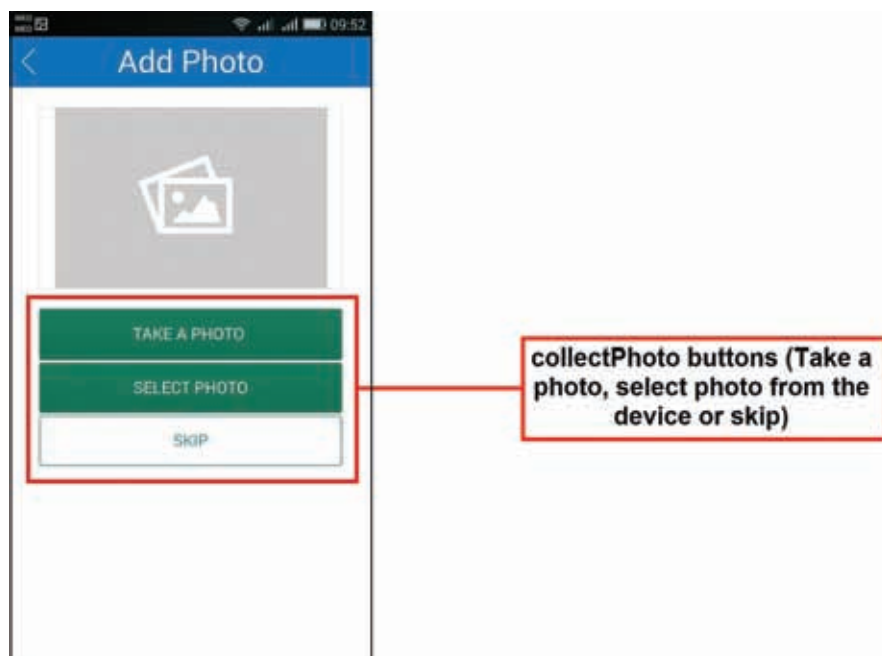 09:52
Add Photo
TAKE A PHOTO
SELECT PHOTO
SKIP
collectPhoto buttons (Take a
photo, select photo from the
device or skip)